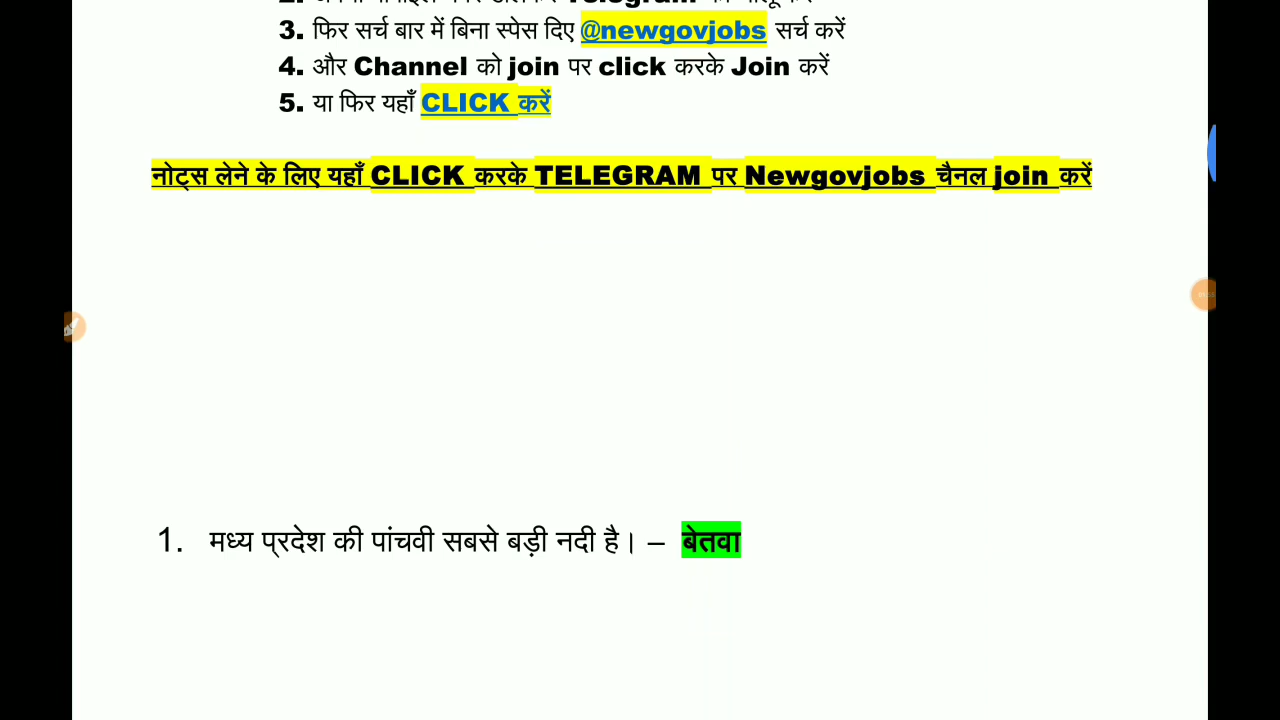 3. फिर सर्च बार में बिना स्पेस दिए @newgovjobs सर्च करें
4. और Channel को join पर click करके Join करें
5. या फिर यहाँ CLICK करें
नोट्स लेने के लिए यहाँ CLICK करके TELEGRAM पर Newgovjobs चैनल join करें
1. मध्य प्रदेश की पांचवी सबसे बड़ी नदी है। – बेतवा